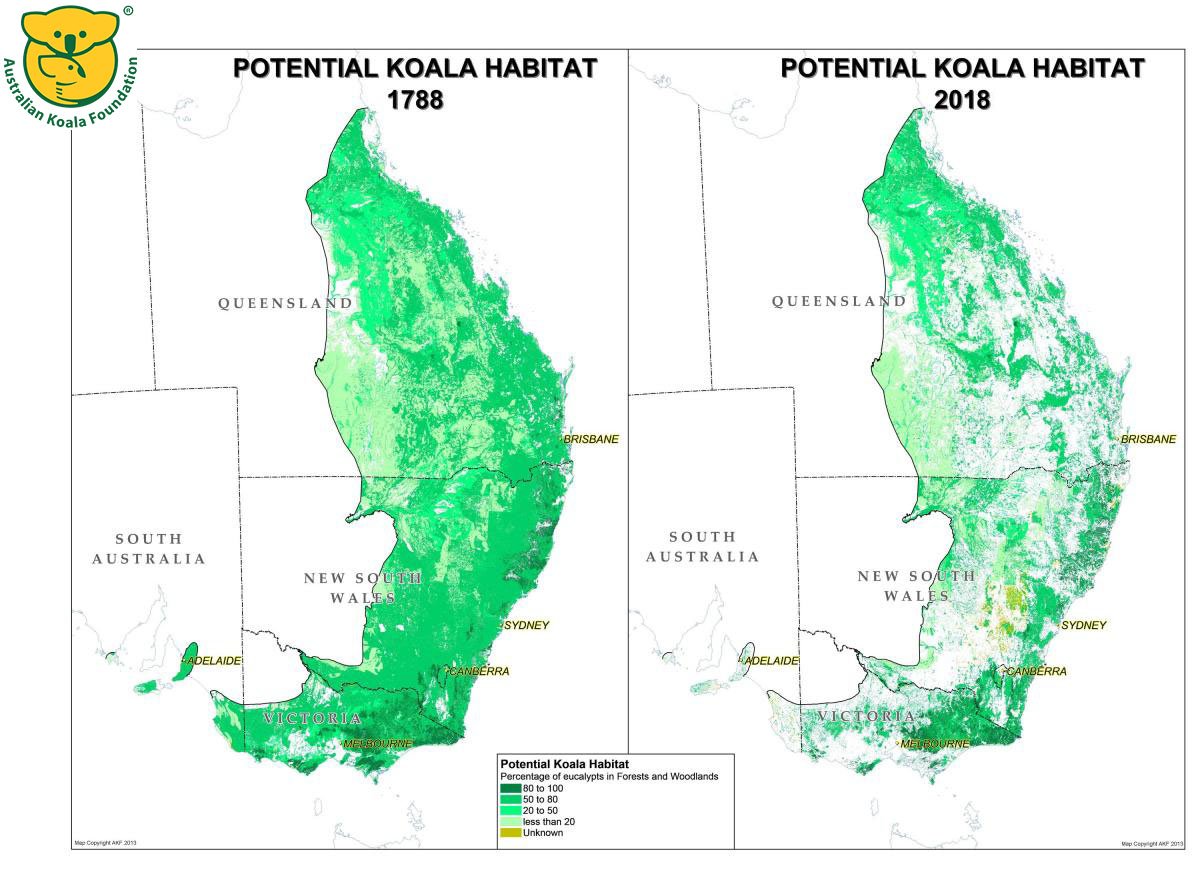 Australian Koala Foundation
®
POTENTIAL KOALA HABITAT
1788
QUEENSLAND
BRISBANE
SOUTH
AUSTRALIA
NEW SOUTH
WALES
SYDNEY
ADELAIDE
CANBERRA
VICTORIA
MELBOURNE
Map Copyright AKF 2013
POTENTIAL KOALA HABITAT
2018
QUEENSLAND
BRISBANE
SOUTH
AUSTRALIA
NEW SOUTH
WALES
SYDNEY
ADELAIDE
CANBERRA
VICTORIA
MELBOURNE
Potential Koala Habitat
Percentage of eucalypts in Forests and Woodlands
80 to 100
50 to 80
20 to 50
less than 20
Unknown
Map Copyright AKF 2013